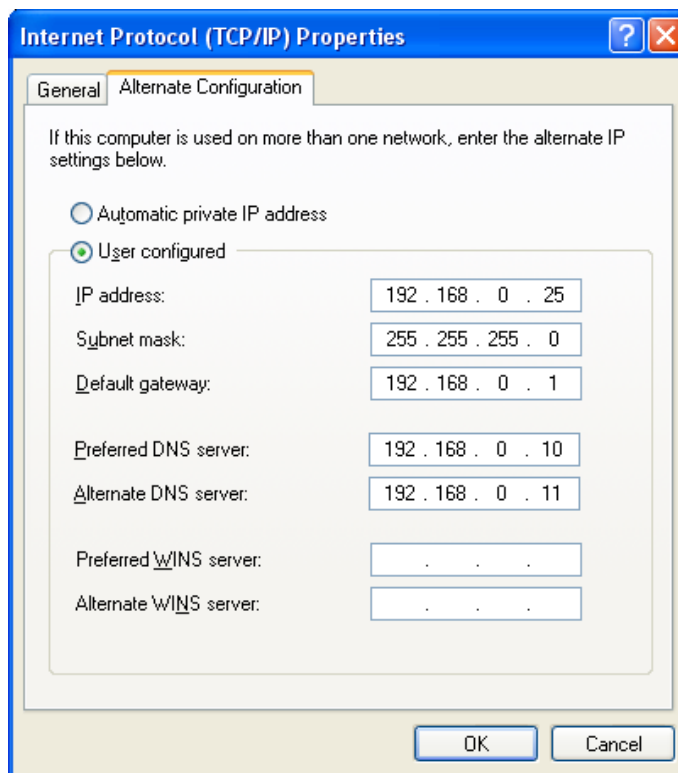 Internet Protocol (TCP/IP) Properties
General
Alternate Configuration
If this computer is used on more than one network, enter the alternate IP
settings below.
Automatic private IP address
User configured
IP address: 192 . 168 . 0 . 25
Subnet mask: 255 . 255 . 255 . 0
Default gateway: 192 . 168 . 0 . 1
Preferred DNS server: 192 . 168 . 0 . 10
Alternate DNS server: 192 . 168 . 0 . 11
Preferred WINS server: . . .
Alternate WINS server: . . .
OK
Cancel